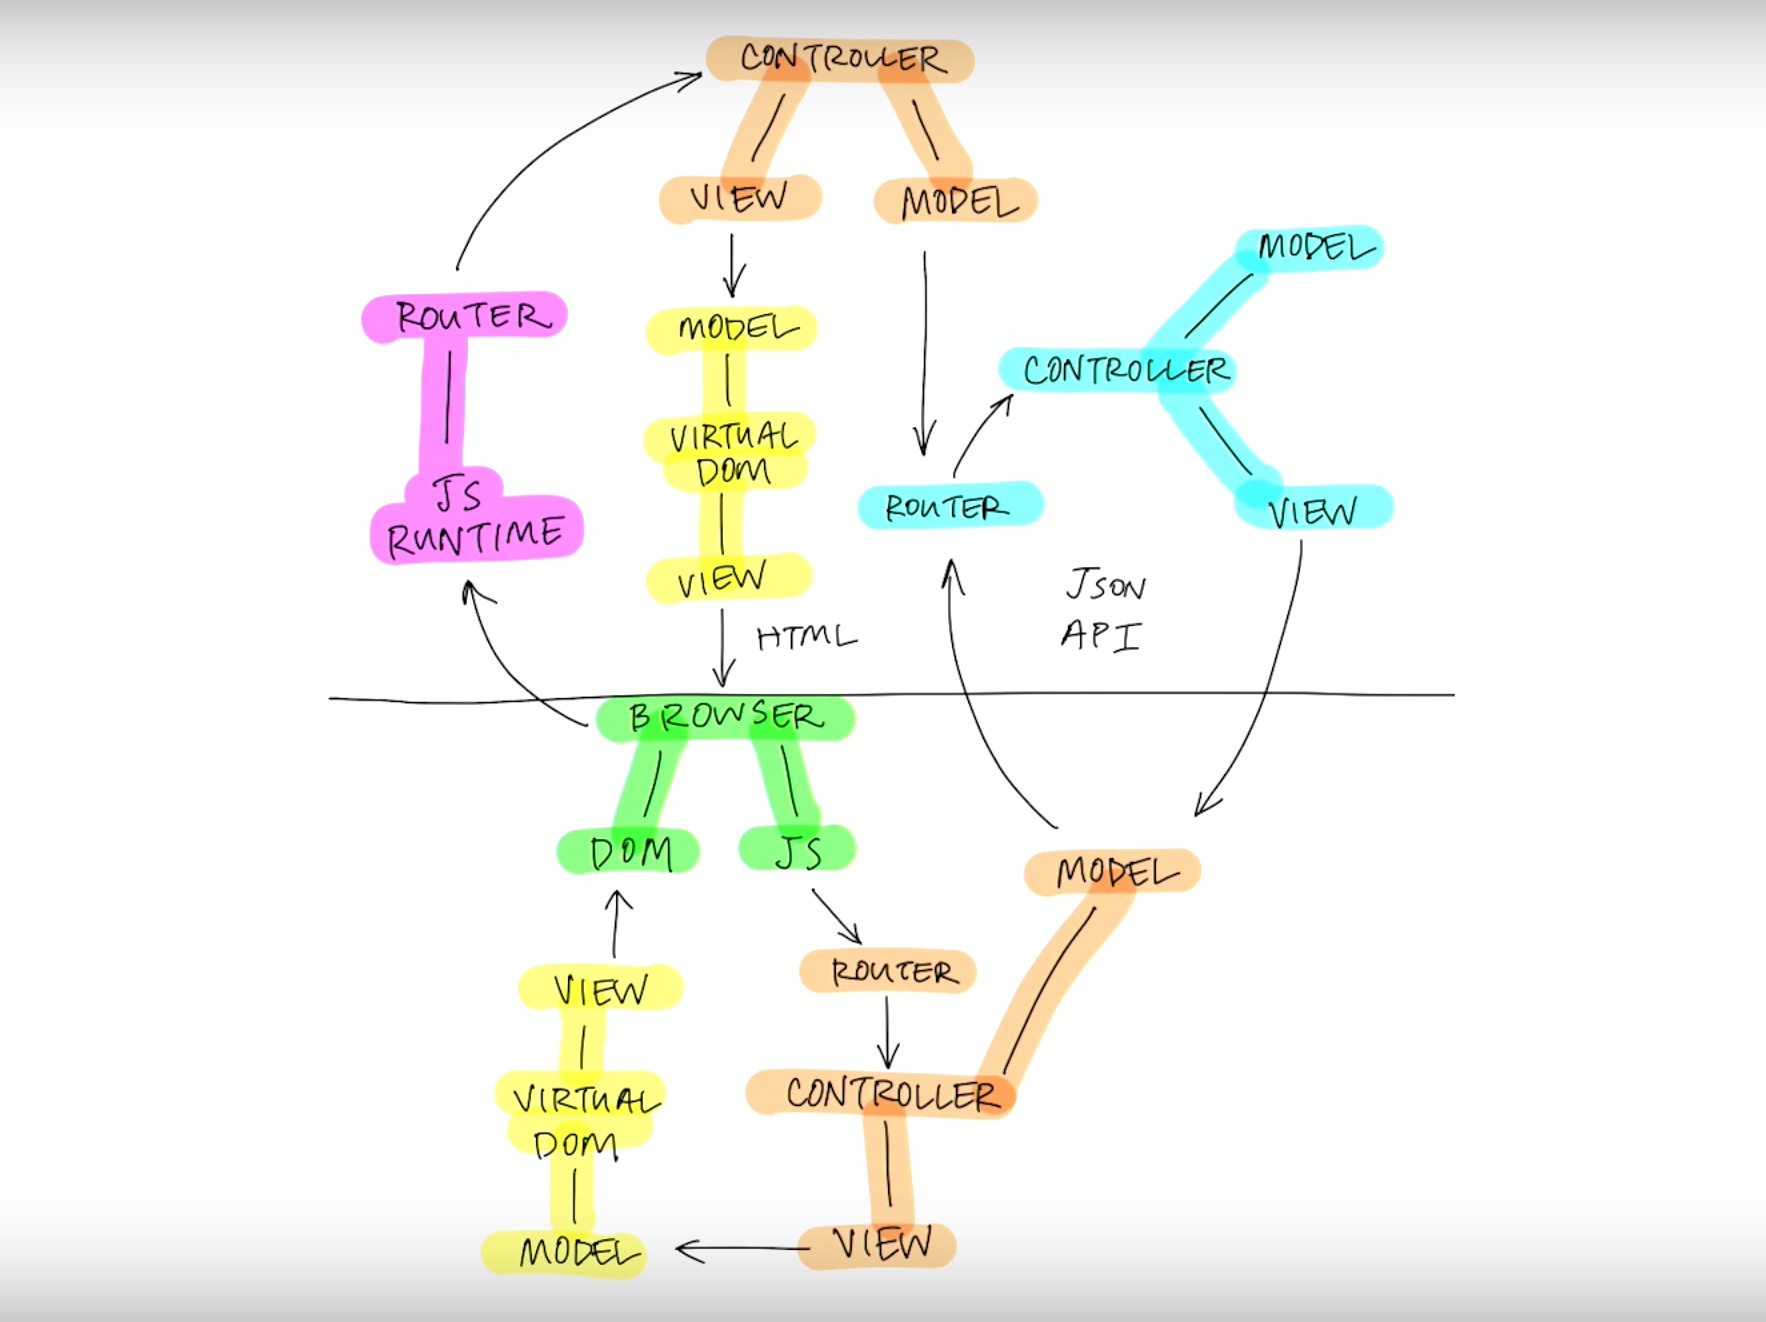 CONTROLLER
VIEW
MODEL
MODEL
ROUTER
MODEL
CONTROLLER
VIRTUAL
DOM
JS
RUNTIME
ROUTER
VIEW
VIEW
JSON
API
HTML
BROWSER
DOM
JS
MODEL
VIEW
ROUTER
VIRTUAL
DOM
CONTROLLER
MODEL
VIEW